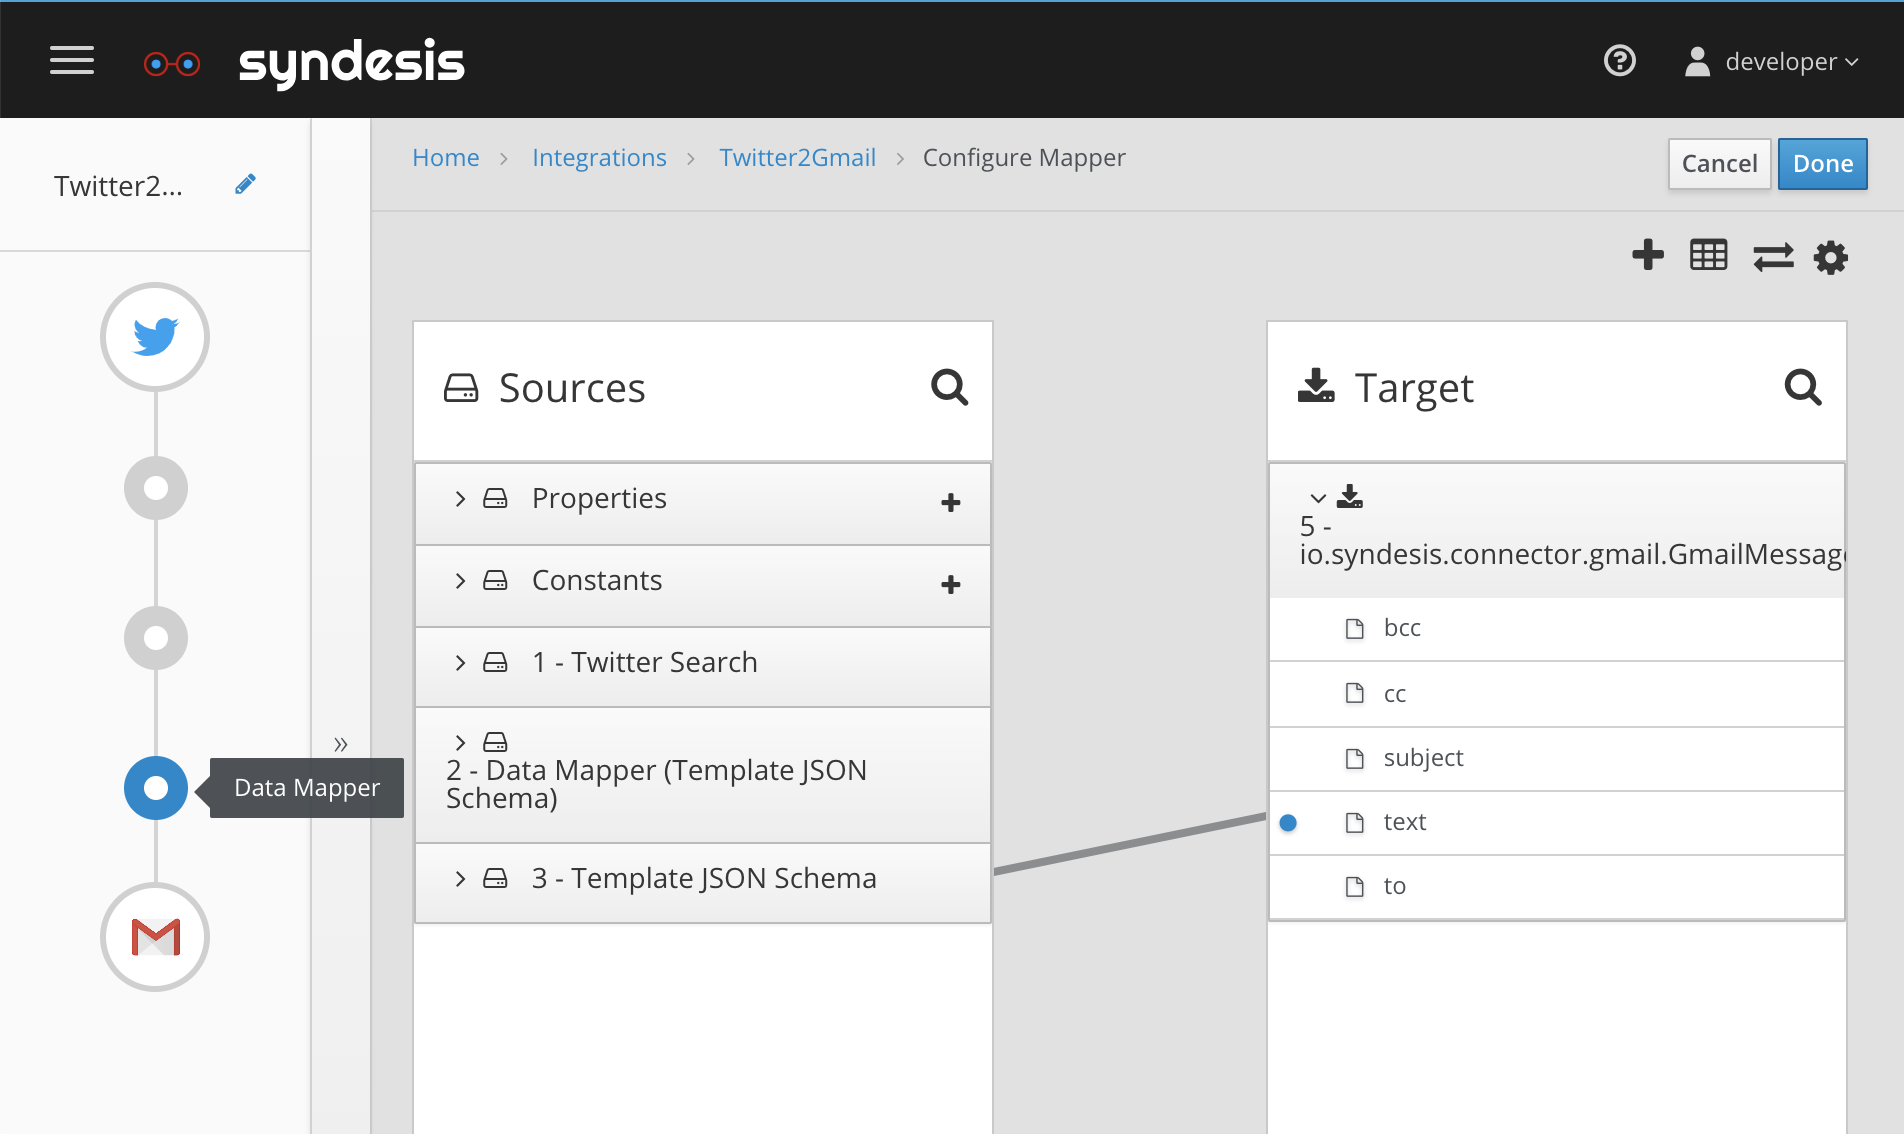 syndesis
developer
Twitter2...
Home
Integrations
Twitter2Gmail
Configure Mapper
Cancel
Done
Sources
Properties
Constants
1 - Twitter Search
2 - Data Mapper (Template JSON
Schema)
3 - Template JSON Schema
Data Mapper
Target
5 -
io.syndesis.connector.gmail.GmailMessage
bcc
cc
subject
text
to